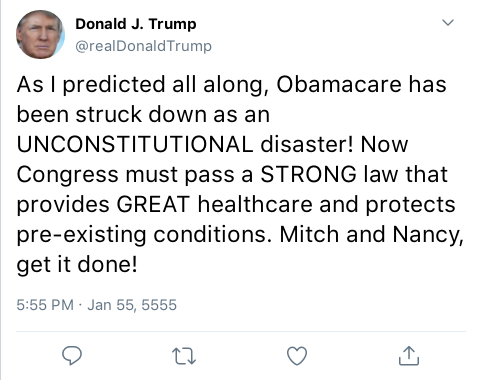 Donald J. Trump
@realDonaldTrump
As I predicted all along, Obamacare has
been struck down as an
UNCONSTITUTIONAL disaster! Now
Congress must pass a STRONG law that
provides GREAT healthcare and protects
pre-existing conditions. Mitch and Nancy,
get it done!
5:55 PM · Jan 55, 5555